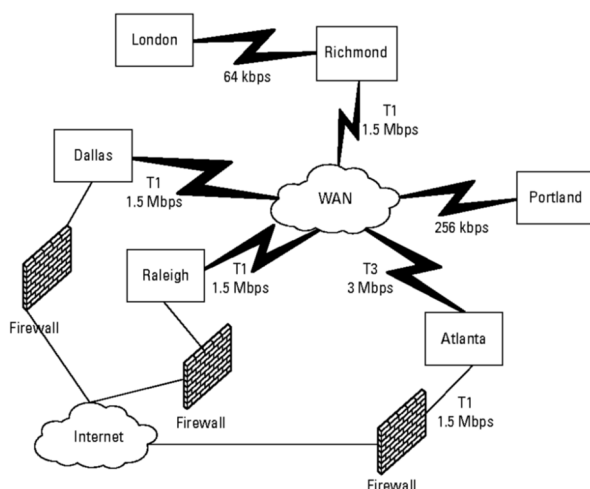 London
Richmond
64 kbps
T1
1.5 Mbps
Dallas
T1
1.5 Mbps
WAN
Portland
256 kbps
Raleigh
T1
1.5 Mbps
T3
3 Mbps
Firewall
Atlanta
Firewall
T1
1.5 Mbps
Internet
Firewall